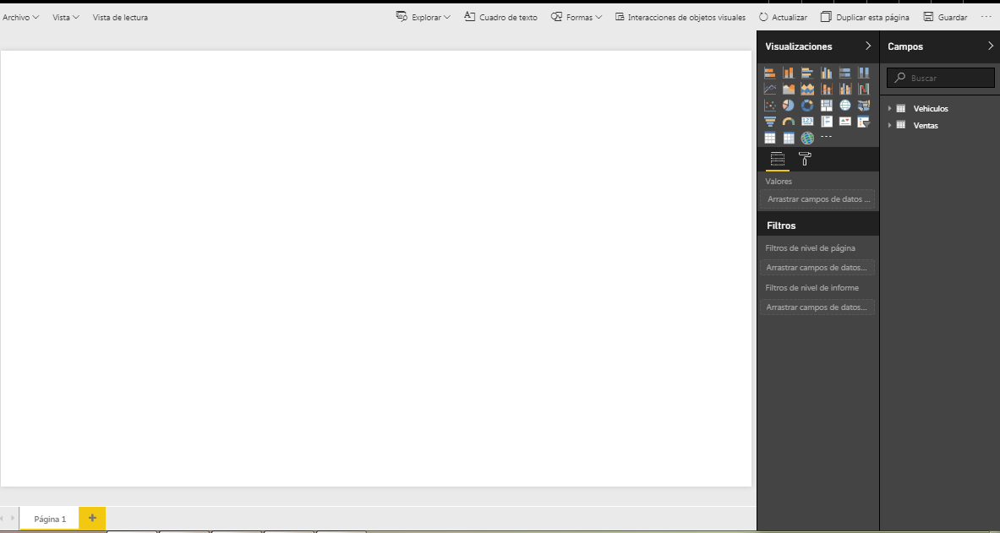 Archivo Vista Vista de lectura Explorar Cuadro de texto Formas Interacciones de objetos visuales Actualizar Duplicar esta página Guardar ...
Visualizaciones
Campos
Buscar
Vehiculos
Ventas
123
...
Valores
Arrastrar campos de datos ...
Filtros
Filtros de nivel de página
Arrastrar campos de datos...
Filtros de nivel de informe
Arrastrar campos de datos...
Página 1 +